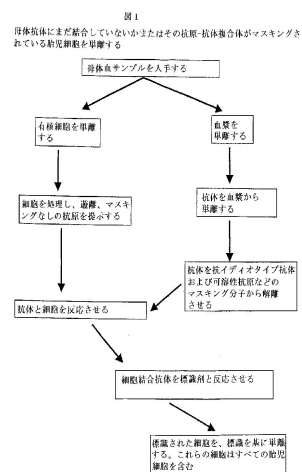 図1
母体抗体にまだ結合していないかまたはその抗原-抗体複合体がマスキングさ
れている胎児細胞を単離する
母体血サンプルを入手する
有核細胞を単離
する
血漿を
単離する
細胞を処理し、遊離、マスキ
ングなしの抗原を提示する
抗体を血漿から
単離する
抗体を抗イディオタイプ抗体
および可溶性抗原などの
マスキング分子から解離
させる
抗体と細胞を反応させる
細胞結合抗体を標識剤と反応させる
標識された細胞を、標識を基に単離
する。これらの細胞はすべての胎児
細胞を含む